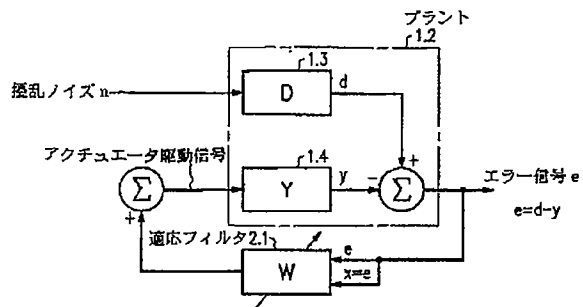 プラント
1.2
1.3
擾乱ノイズ n
D
d
+
アクチュエータ駆動信号
1.4
Σ
Y
y
−
Σ
エラー信号 e
e=d-y
+
適応フィルタ2.1
W
e
x=e